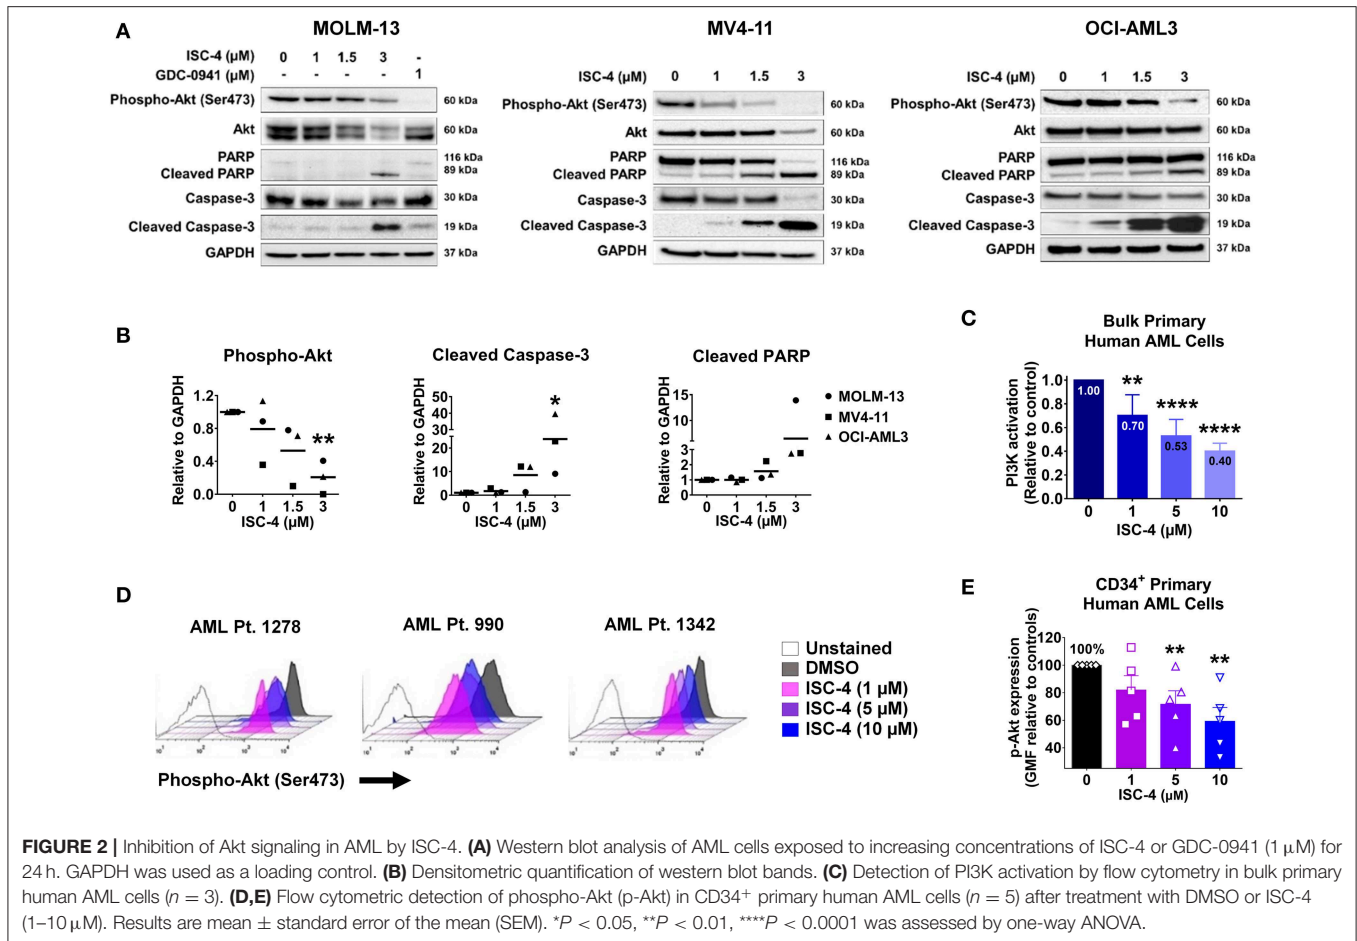 A
MOLM-13
ISC-4 (µM) 0 1 1.5 3 -
GDC-0941 (µM) - - - - 1
Phospho-Akt (Ser473) 60 kDa
Akt 60 kDa
PARP 116 kDa
Cleaved PARP 89 kDa
Caspase-3 30 kDa
Cleaved Caspase-3 19 kDa
GAPDH 37 kDa
MV4-11
ISC-4 (µM) 0 1 1.5 3
Phospho-Akt (Ser473) 60 kDa
Akt 60 kDa
PARP 116 kDa
Cleaved PARP 89 kDa
Caspase-3 30 kDa
Cleaved Caspase-3 19 kDa
GAPDH 37 kDa
OCI-AML3
ISC-4 (µM) 0 1 1.5 3
Phospho-Akt (Ser473) 60 kDa
Akt 60 kDa
PARP 116 kDa
Cleaved PARP 89 kDa
Caspase-3 30 kDa
Cleaved Caspase-3 19 kDa
GAPDH 37 kDa
B
Phospho-Akt
Relative to GAPDH
1.2
0.8
0.4
0.0
**
0 1 1.5 3
ISC-4 (µM)
Cleaved Caspase-3
Relative to GAPDH
50
40
30
20
10
0
*
0 1 1.5 3
ISC-4 (µM)
Cleaved PARP
Relative to GAPDH
15
10
5
3
2
1
0
0 1 1.5 3
ISC-4 (µM)
MOLM-13
MV4-11
OCI-AML3
C
Bulk Primary
Human AML Cells
PI3K activation
(Relative to control)
1.0
0.8
0.6
0.4
0.2
0.0
** **** ****
1.00 0.70 0.53 0.40
0 1 5 10
ISC-4 (µM)
D
AML Pt. 1278
10¹ 10² 10³ 10⁴
AML Pt. 990
10¹ 10² 10³ 10⁴
AML Pt. 1342
10¹ 10² 10³ 10⁴
Phospho-Akt (Ser473)
Unstained
DMSO
ISC-4 (1 µM)
ISC-4 (5 µM)
ISC-4 (10 µM)
E
CD34⁺ Primary
Human AML Cells
p-Akt expression
(GMF relative to controls)
120
100
80
60
40
100% ** **
0 1 5 10
ISC-4 (µM)
FIGURE 2 | Inhibition of Akt signaling in AML by ISC-4. (A) Western blot analysis of AML cells exposed to increasing concentrations of ISC-4 or GDC-0941 (1 µM) for
24 h. GAPDH was used as a loading control. (B) Densitometric quantification of western blot bands. (C) Detection of PI3K activation by flow cytometry in bulk primary
human AML cells (n = 3). (D,E) Flow cytometric detection of phospho-Akt (p-Akt) in CD34⁺ primary human AML cells (n = 5) after treatment with DMSO or ISC-4
(1–10 µM). Results are mean ± standard error of the mean (SEM). *P < 0.05, **P < 0.01, ****P < 0.0001 was assessed by one-way ANOVA.